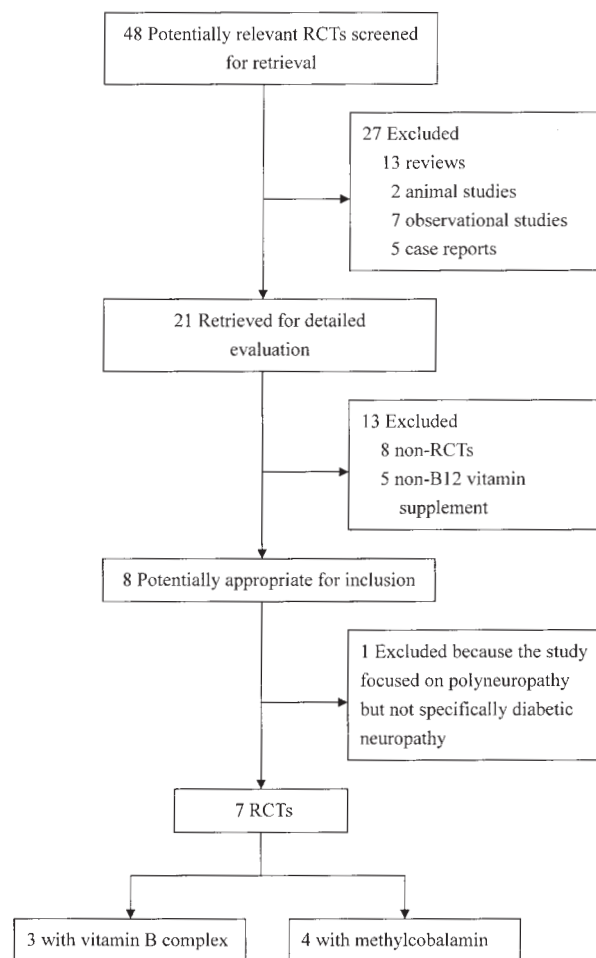 48 Potentially relevant RCTs screened
for retrieval
27 Excluded
13 reviews
2 animal studies
7 observational studies
5 case reports
21 Retrieved for detailed
evaluation
13 Excluded
8 non-RCTs
5 non-B12 vitamin
supplement
8 Potentially appropriate for inclusion
1 Excluded because the study
focused on polyneuropathy
but not specifically diabetic
neuropathy
7 RCTs
3 with vitamin B complex
4 with methylcobalamin